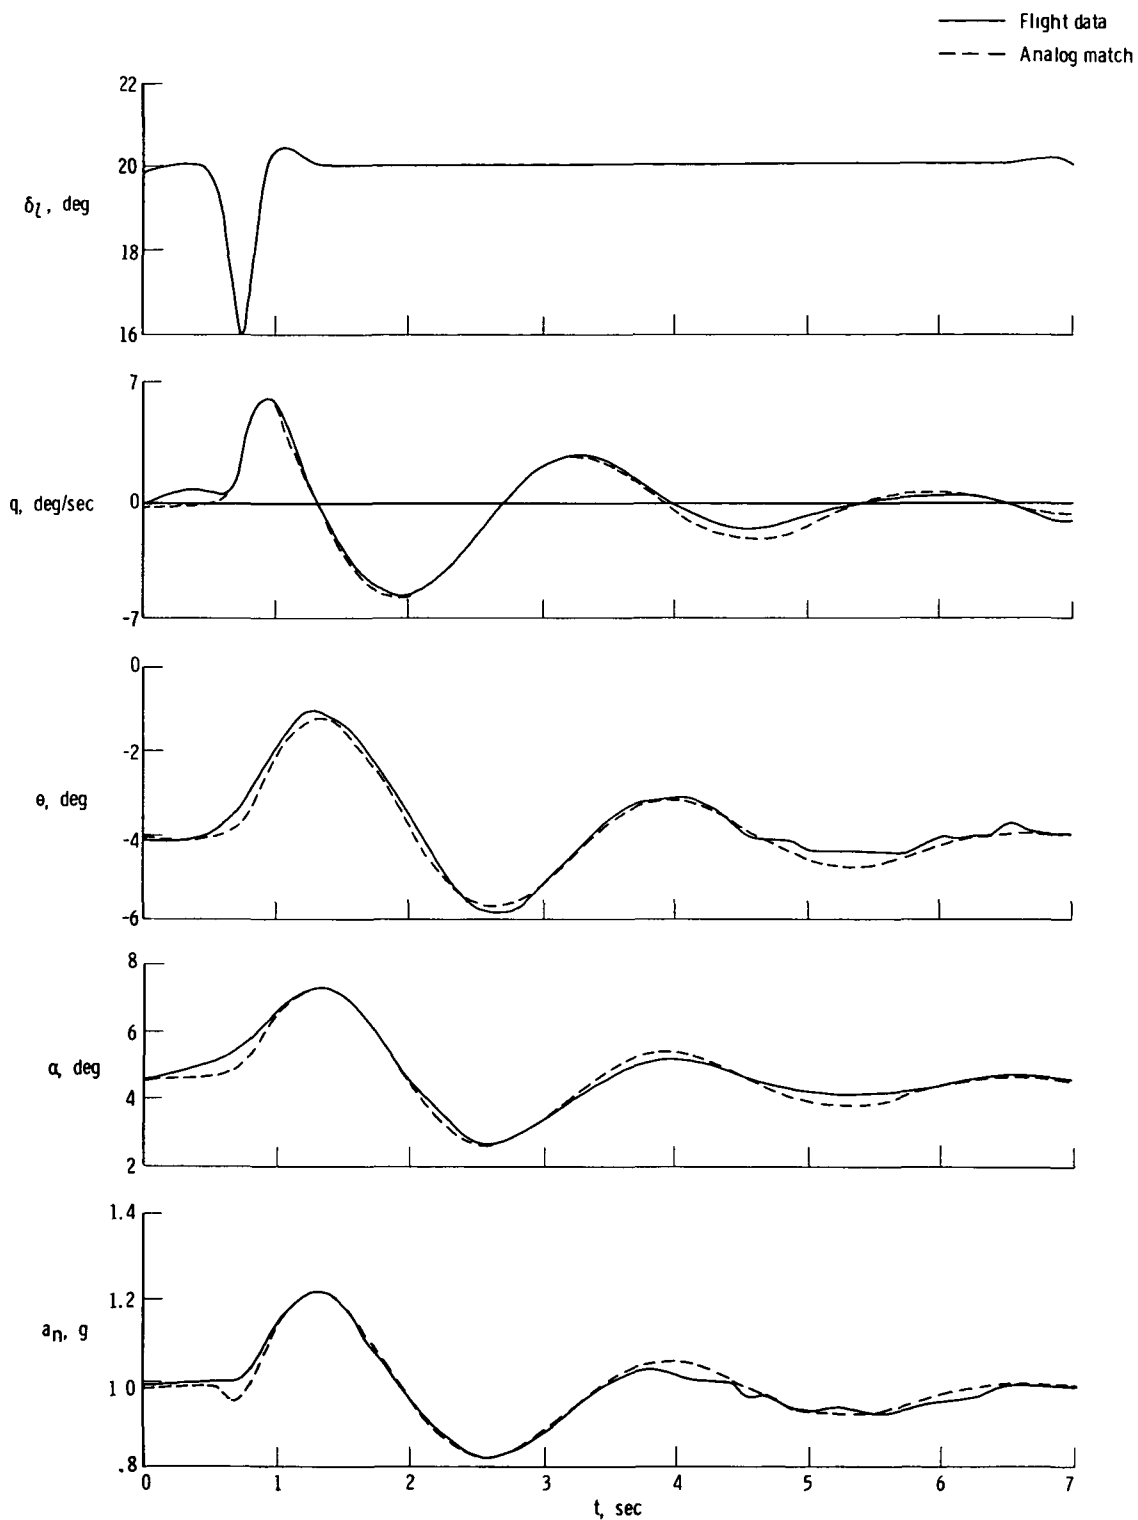 Flight data
Analog match
22
20
δl, deg
18
16
7
q, deg/sec
0
-7
0
-2
θ, deg
-4
-6
8
6
α, deg
4
2
1.4
1.2
an, g
1 0
.8
0 1 2 3 4 5 6 7
t, sec